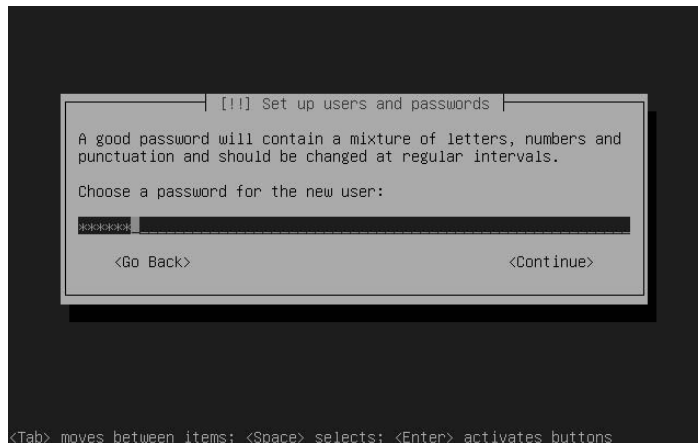 [!!] Set up users and passwords
A good password will contain a mixture of letters, numbers and
punctuation and should be changed at regular intervals.
Choose a password for the new user:
******
<Go Back> <Continue>
<Tab> moves between items; <Space> selects; <Enter> activates buttons